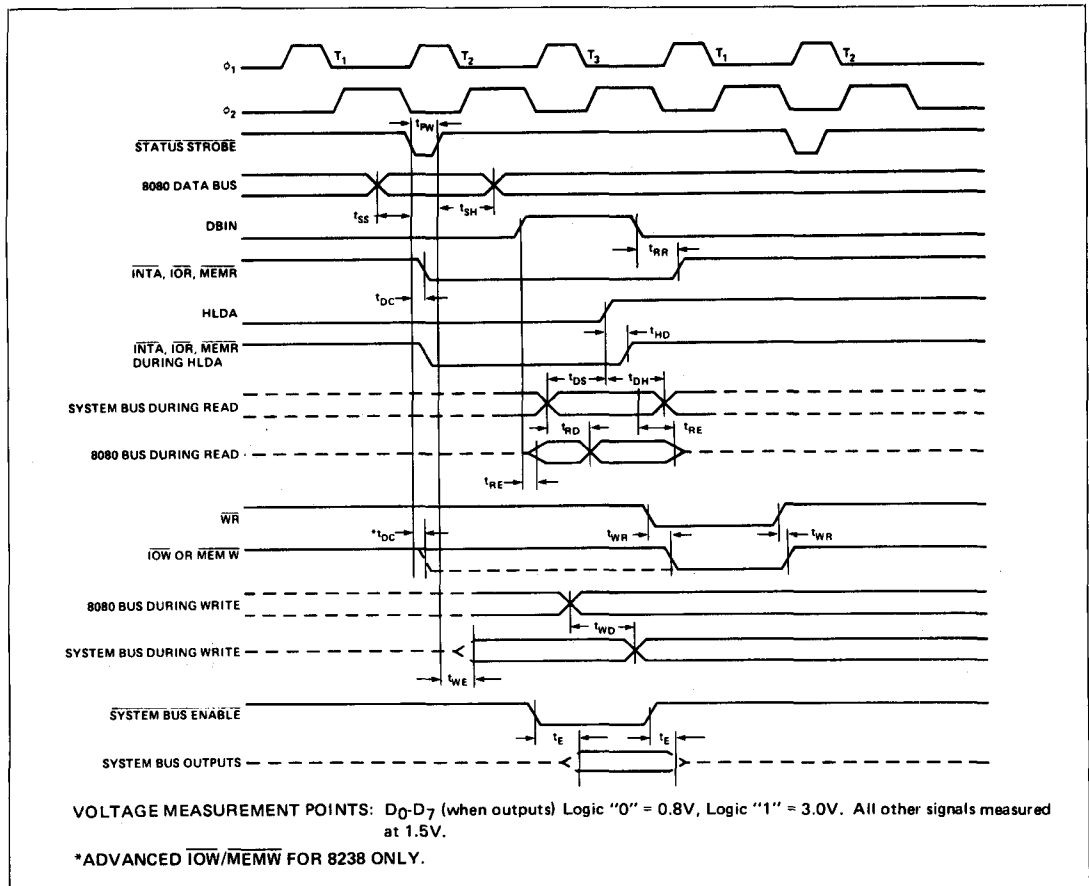 T1 T2 T3 T1 T2
ϕ1
ϕ2
tPW
STATUS STROBE
8080 DATA BUS
tSS tSH
DBIN
tRR
INTA, IOR, MEMR
tDC
HLDA
tHD
INTA, IOR, MEMR
DURING HLDA
tDS tDH
SYSTEM BUS DURING READ
tRD tRE
8080 BUS DURING READ
tRE
WR
*tDC tWR tWR
IOW OR MEM W
8080 BUS DURING WRITE
tWD
SYSTEM BUS DURING WRITE
tWE
SYSTEM BUS ENABLE
tE tE
SYSTEM BUS OUTPUTS
VOLTAGE MEASUREMENT POINTS: D0-D7 (when outputs) Logic "0" = 0.8V, Logic "1" = 3.0V. All other signals measured
at 1.5V.
*ADVANCED IOW/MEMW FOR 8238 ONLY.